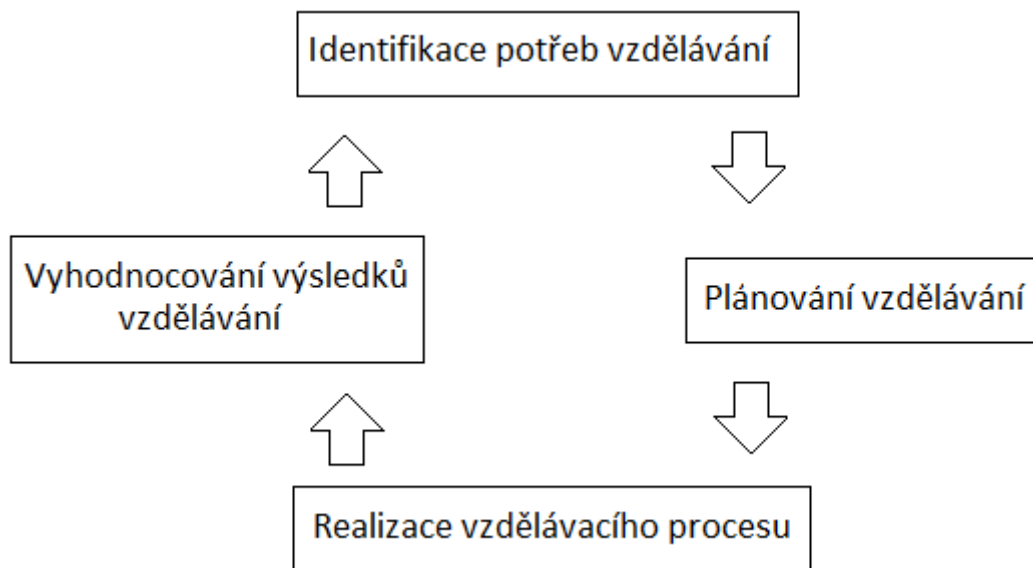 Identifikace potřeb vzdělávání
Vyhodnocování výsledků
vzdělávání
Plánování vzdělávání
Realizace vzdělávacího procesu